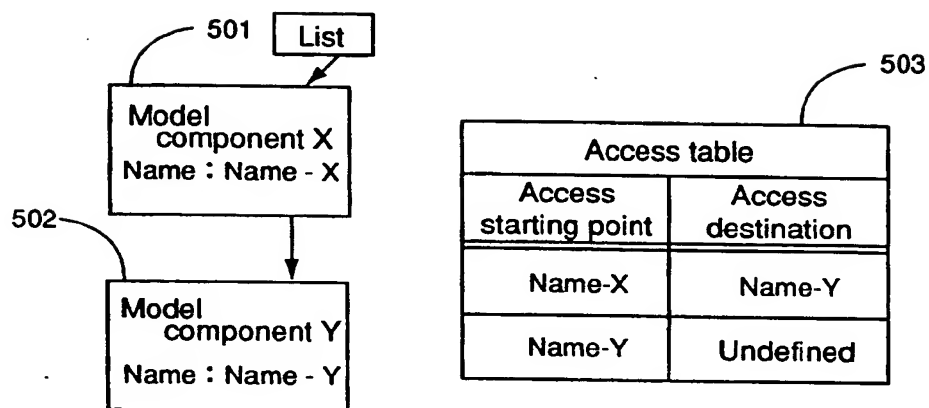 501
List
Model
component X
Name : Name - X
502
Model
component Y
Name : Name - Y
503
Access table
Access
starting point
Access
destination
Name-X
Name-Y
Name-Y
Undefined